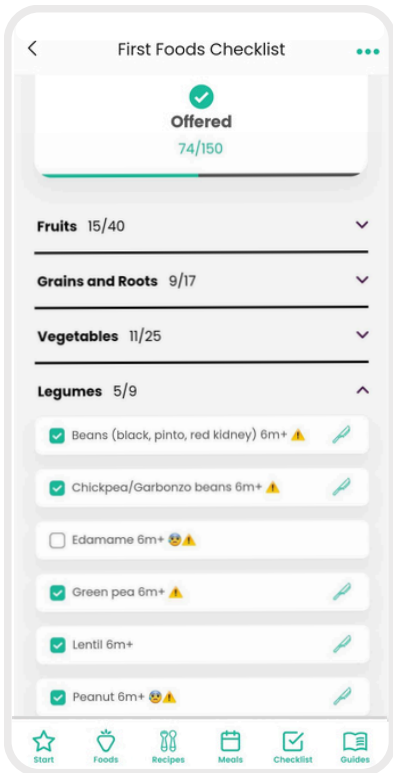 First Foods Checklist
Offered
74/150
Fruits 15/40
Grains and Roots 9/17
Vegetables 11/25
Legumes 5/9
Beans (black, pinto, red kidney) 6m+ ⚠️
Chickpea/Garbonzo beans 6m+ ⚠️
Edamame 6m+ 😨⚠️
Green pea 6m+ ⚠️
Lentil 6m+
Peanut 6m+ 😨⚠️
Start Foods Recipes Meals Checklist Guides